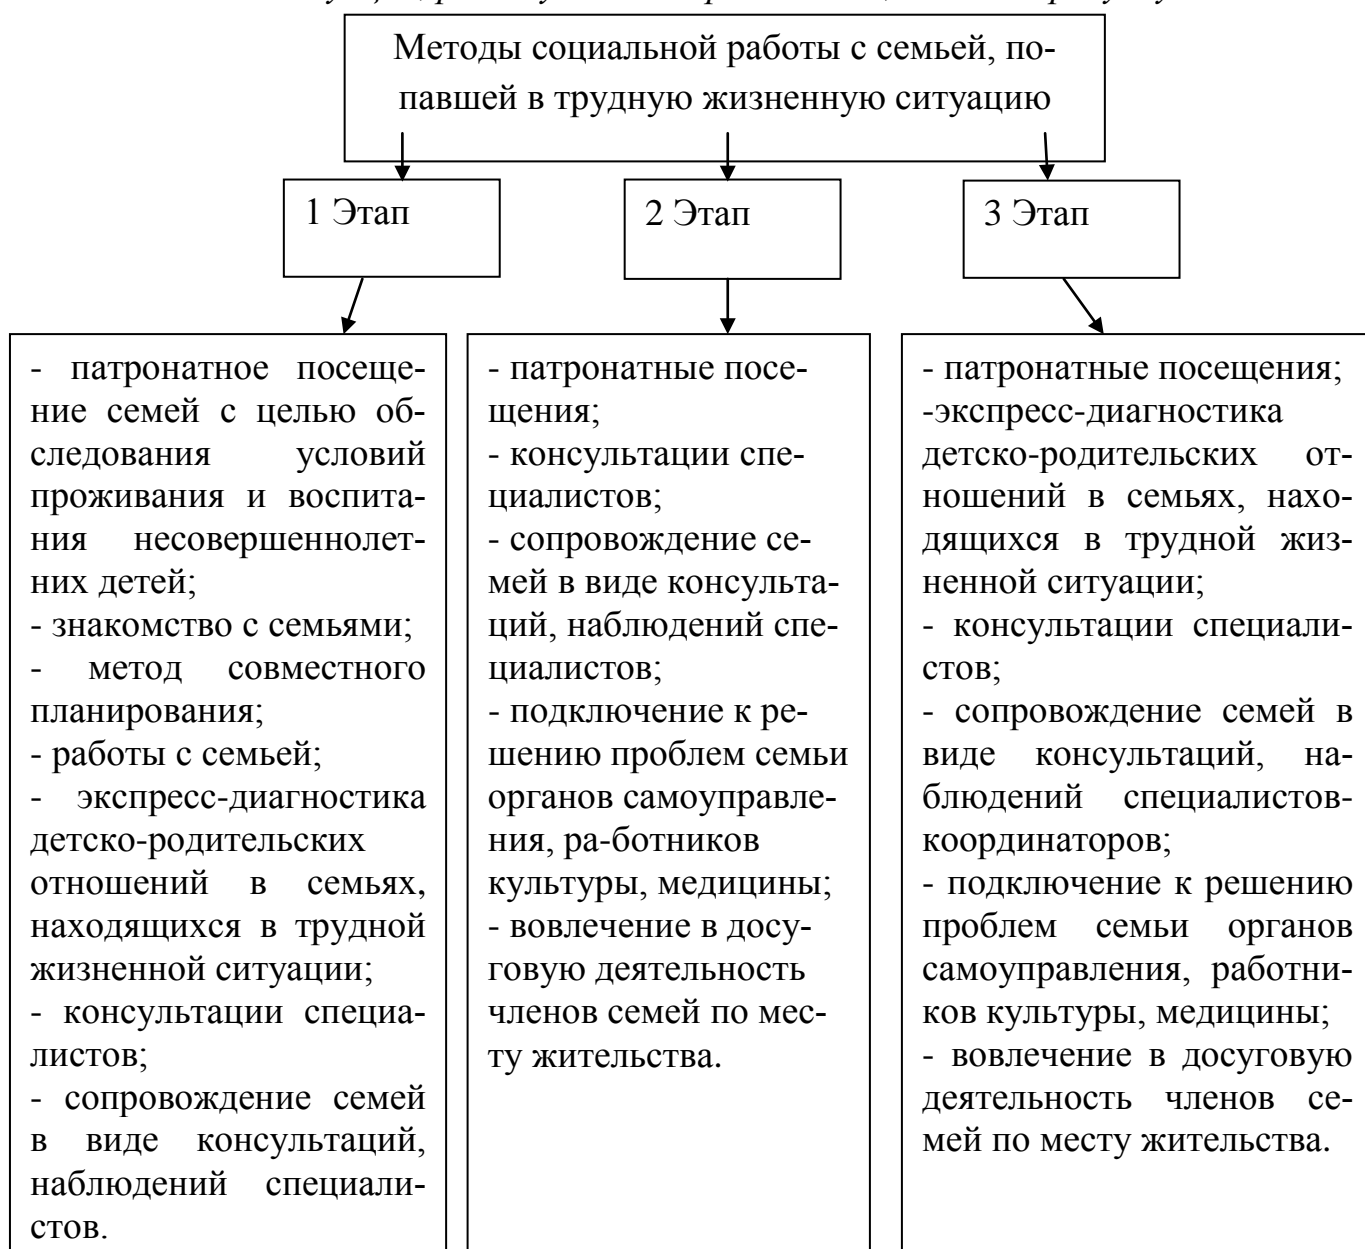 Методы социальной работы с семьей, по-
павшей в трудную жизненную ситуацию
1 Этап
2 Этап
3 Этап
- патронатное посеще-
ние семей с целью об-
следования условий
проживания и воспита-
ния несовершеннолет-
них детей;
- знакомство с семьями;
- метод совместного
планирования;
- работы с семьей;
- экспресс-диагностика
детско-родительских
отношений в семьях,
находящихся в трудной
жизненной ситуации;
- консультации специа-
листов;
- сопровождение семей
в виде консультаций,
наблюдений специали-
стов.
- патронатные посе-
щения;
- консультации спе-
циалистов;
- сопровождение се-
мей в виде консульта-
ций, наблюдений спе-
циалистов;
- подключение к ре-
шению проблем семьи
органов самоуправле-
ния, ра-ботников
культуры, медицины;
- вовлечение в досу-
говую деятельность
членов семей по мес-
ту жительства.
- патронатные посещения;
-экспресс-диагностика
детско-родительских от-
ношений в семьях, нахо-
дящихся в трудной жиз-
ненной ситуации;
- консультации специали-
стов;
- сопровождение семей в
виде консультаций, на-
блюдений специалистов-
координаторов;
- подключение к решению
проблем семьи органов
самоуправления, работни-
ков культуры, медицины;
- вовлечение в досуговую
деятельность членов се-
мей по месту жительства.